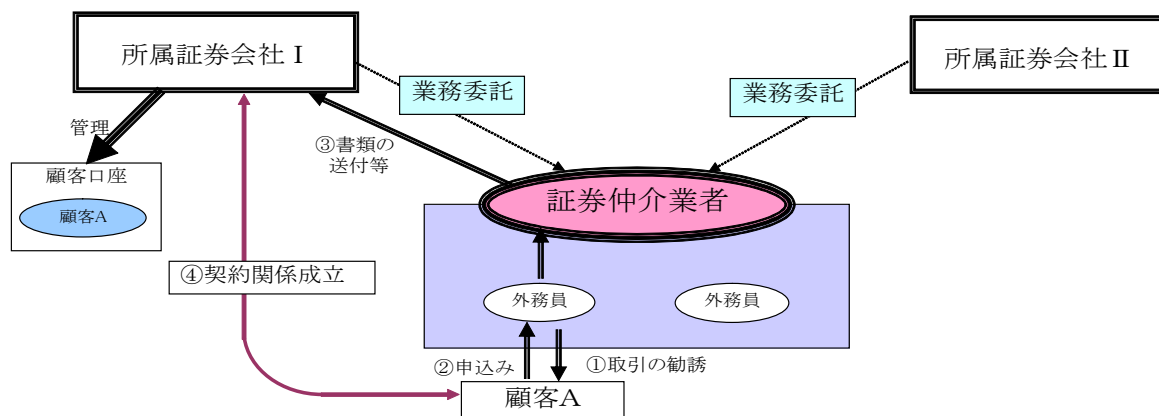 所属証券会社Ⅰ
所属証券会社Ⅱ
業務委託
業務委託
管理
③書類の
送付等
顧客口座
顧客A
証券仲介業者
④契約関係成立
外務員
外務員
②申込み
①取引の勧誘
顧客A